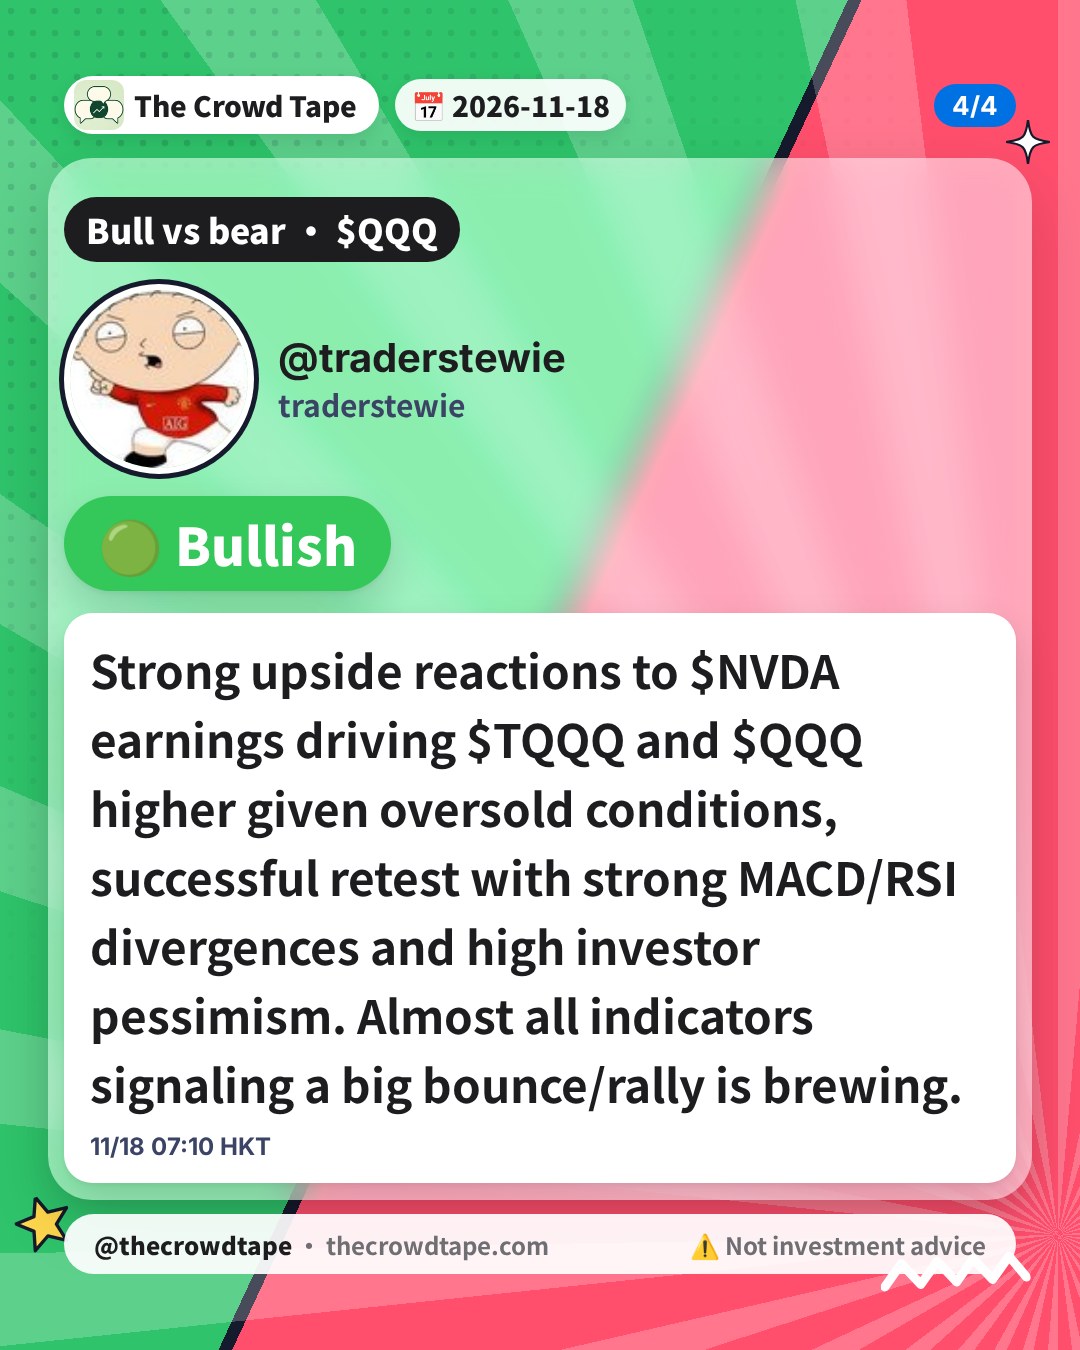 The Crowd Tape
July
17
2026-11-18
4/4
Bull vs bear • $QQQ
@traderstewie
traderstewie
AIG
Bullish
Strong upside reactions to $NVDA
earnings driving $TQQQ and $QQQ
higher given oversold conditions,
successful retest with strong MACD/RSI
divergences and high investor
pessimism. Almost all indicators
signaling a big bounce/rally is brewing.
11/18 07:10 HKT
@thecrowdtape • thecrowdtape.com
Not investment advice